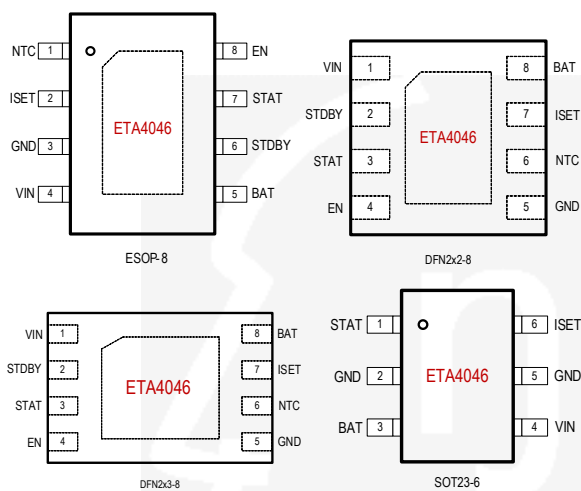 NTC 1 8 EN
ISET 2 7 STAT
ETA4046
GND 3 6 STDBY
VIN 4 5 BAT
ESOP-8
VIN 1 8 BAT
STDBY 2 7 ISET
ETA4046
STAT 3 6 NTC
EN 4 5 GND
DFN2x2-8
VIN 1 8 BAT
STDBY 2 7 ISET
ETA4046
STAT 3 6 NTC
EN 4 5 GND
DFN2x3-8
STAT 1 6 ISET
GND 2 ETA4046 5 GND
BAT 3 4 VIN
SOT23-6